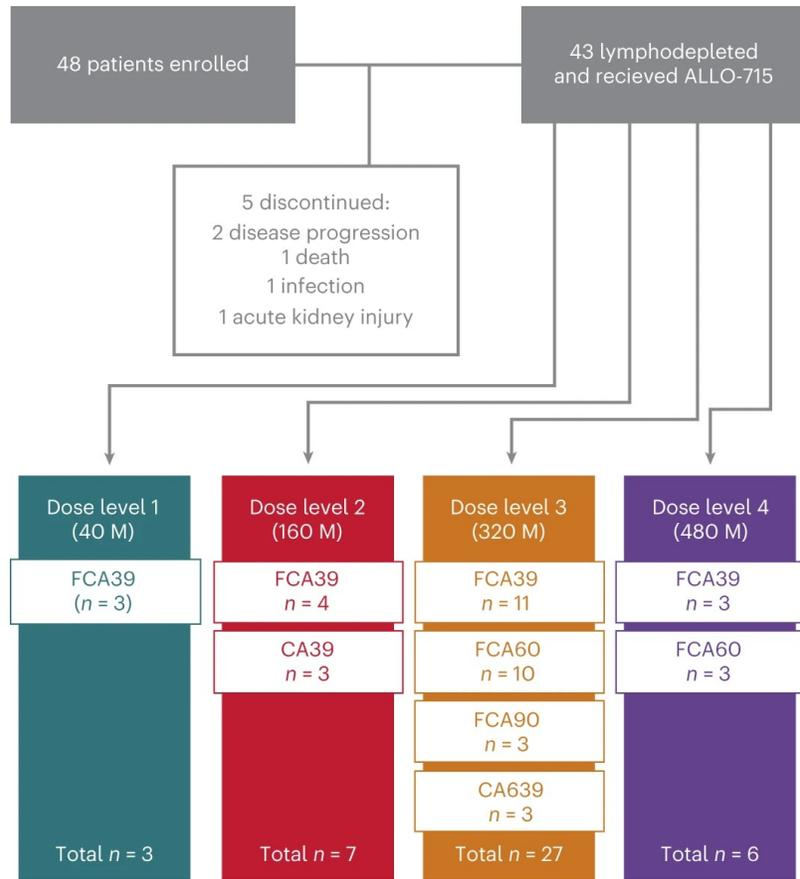 48 patients enrolled
43 lymphodepleted
and recieved ALLO-715
5 discontinued:
2 disease progression
1 death
1 infection
1 acute kidney injury
Dose level 1
(40 M)
FCA39
(n = 3)
Total n = 3
Dose level 2
(160 M)
FCA39
n = 4
CA39
n = 3
Total n = 7
Dose level 3
(320 M)
FCA39
n = 11
FCA60
n = 10
FCA90
n = 3
CA639
n = 3
Total n = 27
Dose level 4
(480 M)
FCA39
n = 3
FCA60
n = 3
Total n = 6